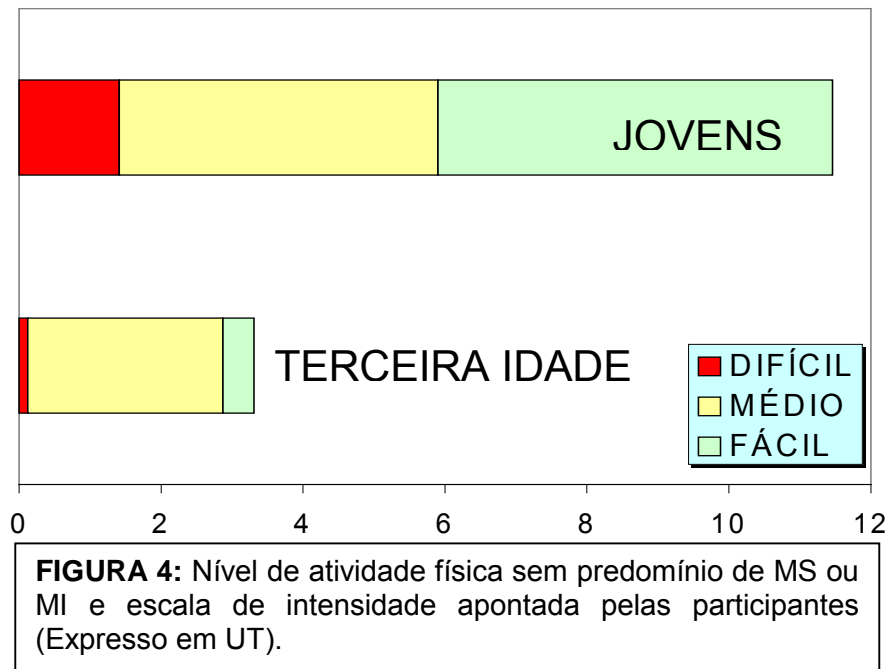 JOVENS
TERCEIRA IDADE
DIFÍCIL
MÉDIO
FÁCIL
0 2 4 6 8 10 12
FIGURA 4: Nível de atividade física sem predomínio de MS ou
MI e escala de intensidade apontada pelas participantes
(Expresso em UT).